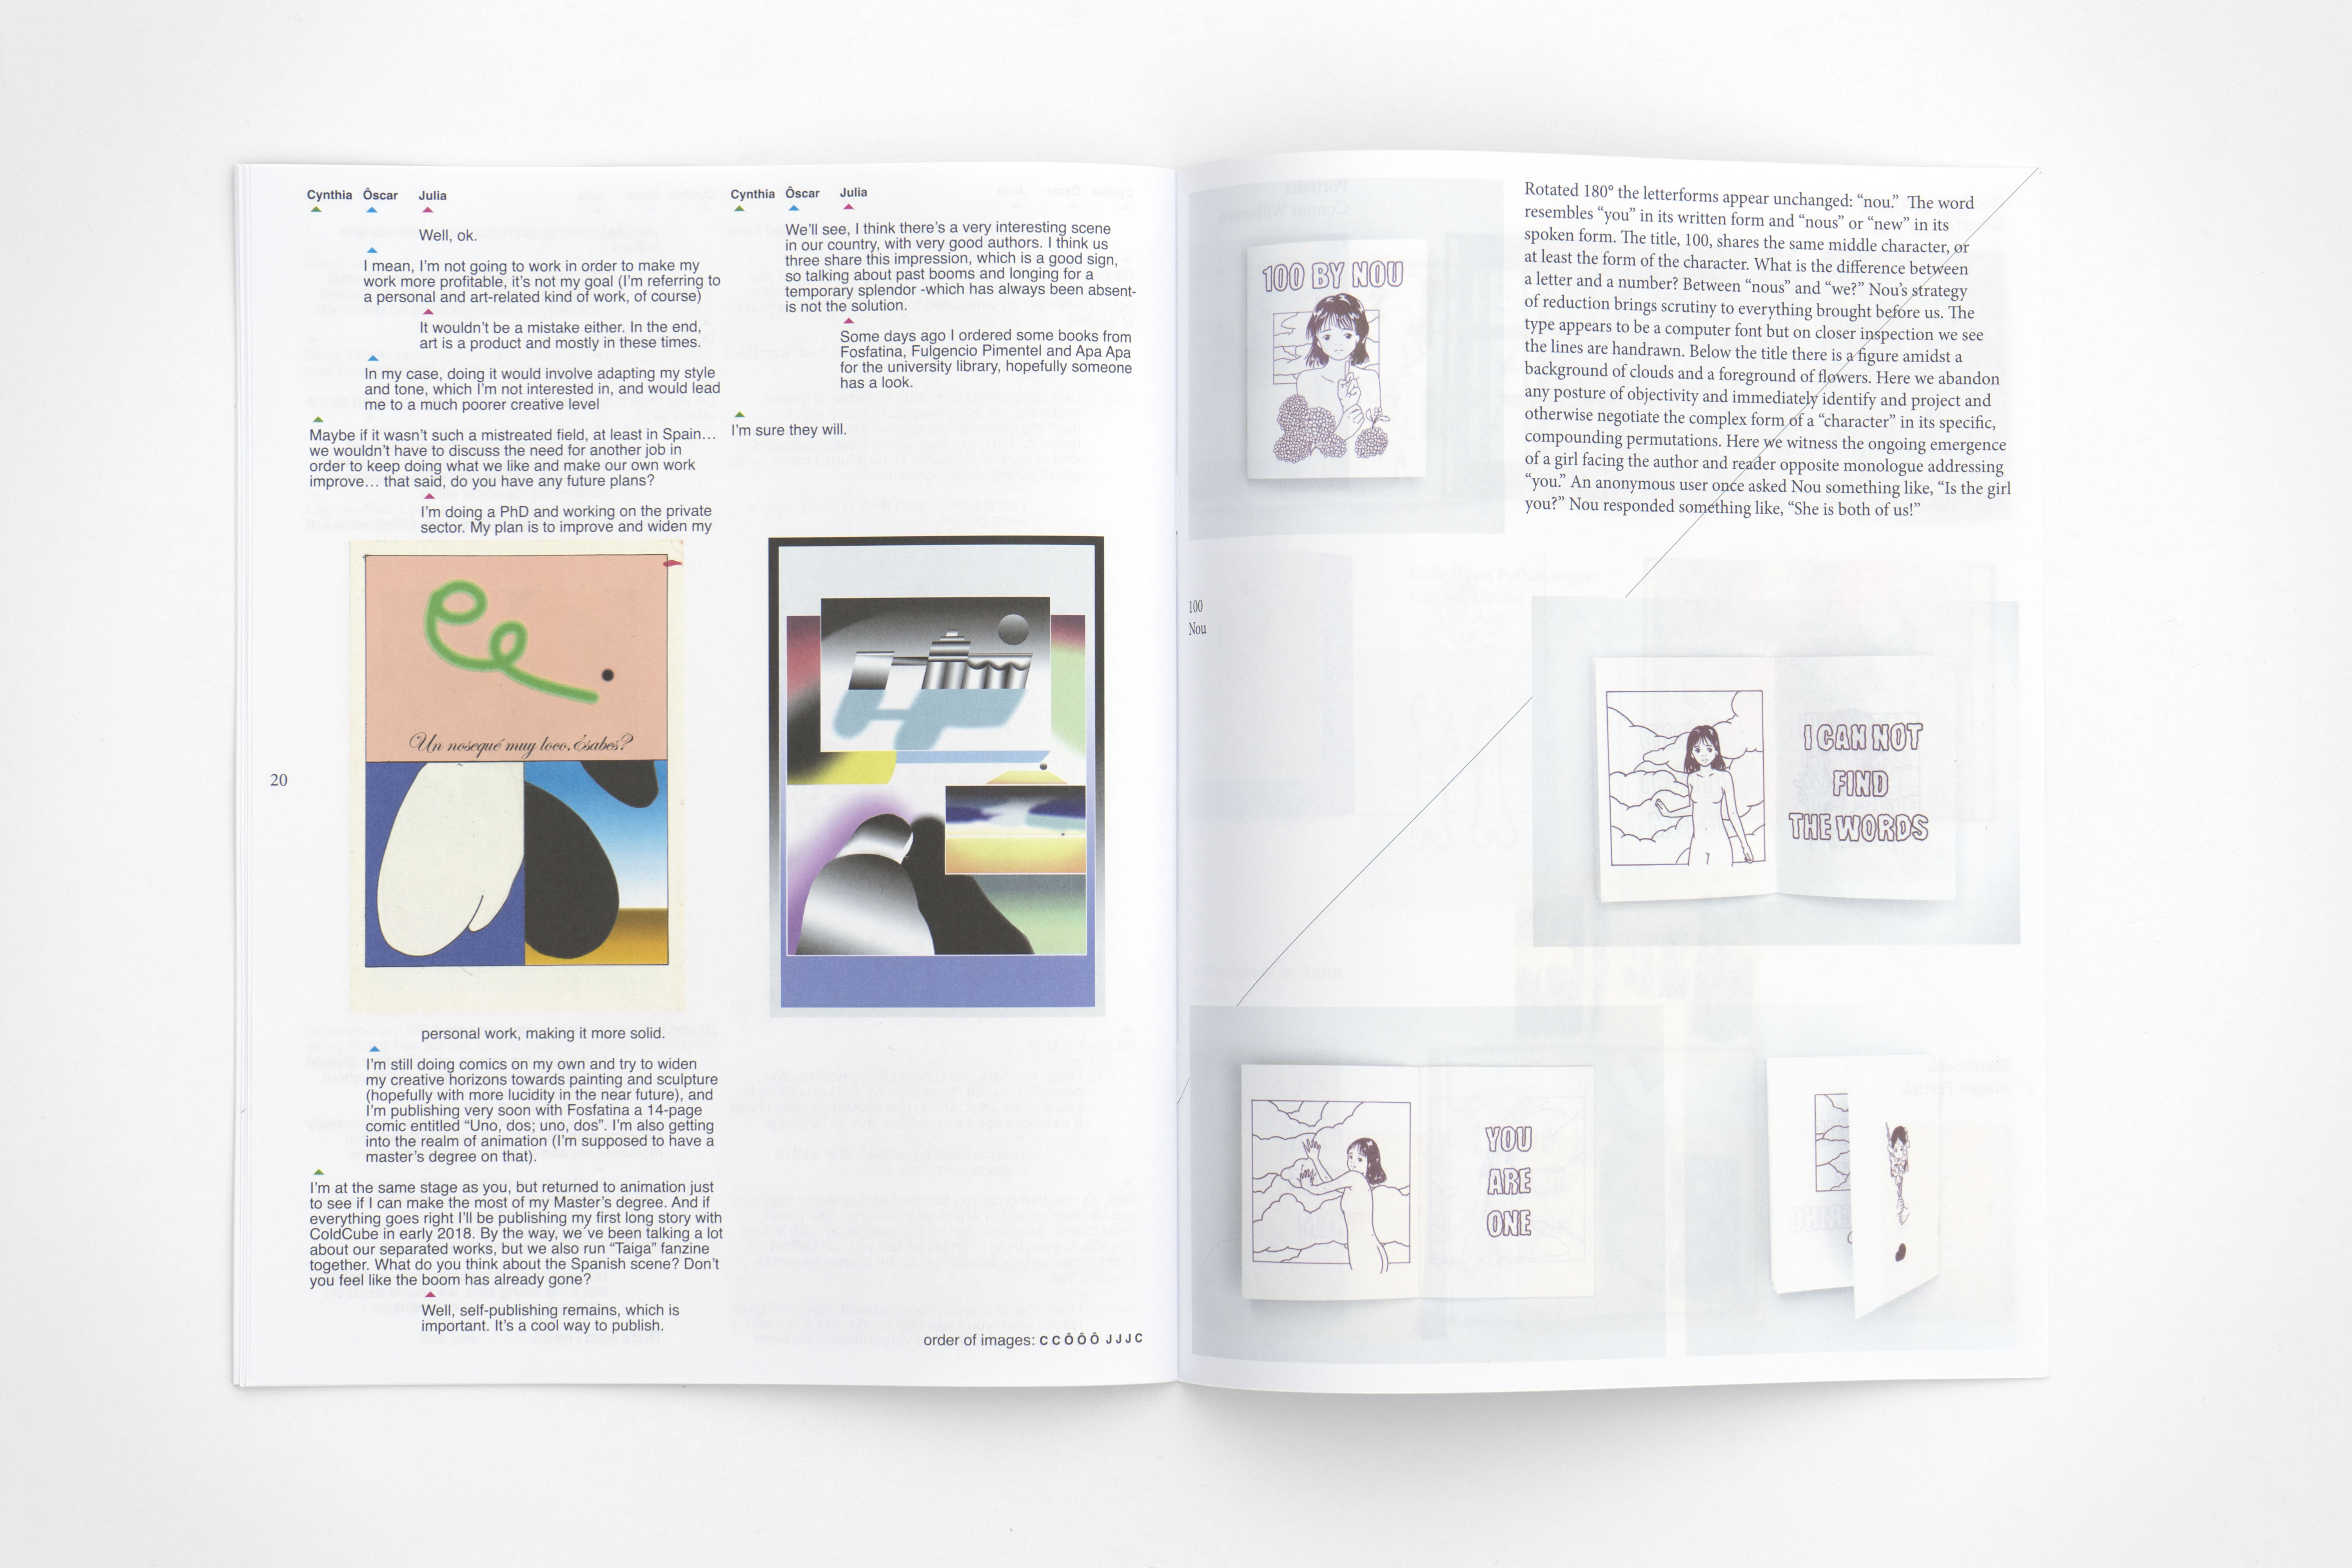 Cynthia Ôscar Julia
Well, ok.
I mean, I’m not going to work in order to make my
work more profitable, it’s not my goal (I’m referring to
a personal and art-related kind of work, of course)
It wouldn’t be a mistake either. In the end,
art is a product and mostly in these times.
In my case, doing it would involve adapting my style
and tone, which I’m not interested in, and would lead
me to a much poorer creative level
Maybe if it wasn’t such a mistreated field, at least in Spain…
we wouldn’t have to discuss the need for another job in
order to keep doing what we like and make our own work
improve… that said, do you have any future plans?
I’m doing a PhD and working on the private
sector. My plan is to improve and widen my
Un nosequé muy loco, ésabes?
20
personal work, making it more solid.
I’m still doing comics on my own and try to widen
my creative horizons towards painting and sculpture
(hopefully with more lucidity in the near future), and
I’m publishing very soon with Fosfatina a 14-page
comic entitled “Uno, dos; uno, dos”. I’m also getting
into the realm of animation (I’m supposed to have a
master’s degree on that).
I’m at the same stage as you, but returned to animation just
to see if I can make the most of my Master’s degree. And if
everything goes right I’ll be publishing my first long story with
ColdCube in early 2018. By the way, we’ve been talking a lot
about our separated works, but we also run “Taiga” fanzine
together. What do you think about the Spanish scene? Don’t
you feel like the boom has already gone?
Well, self-publishing remains, which is
important. It’s a cool way to publish.
Cynthia Ôscar Julia
We’ll see, I think there’s a very interesting scene
in our country, with very good authors. I think us
three share this impression, which is a good sign,
so talking about past booms and longing for a
temporary splendor -which has always been absent-
is not the solution.
Some days ago I ordered some books from
Fosfatina, Fulgencio Pimentel and Apa Apa
for the university library, hopefully someone
has a look.
I’m sure they will.
order of images: C C Ô Ô Ô J J J C
100 BY NOU
Rotated 180° the letterforms appear unchanged: “nou.” The word
resembles “you” in its written form and “nous” or “new” in its
spoken form. The title, 100, shares the same middle character, or
at least the form of the character. What is the difference between
a letter and a number? Between “nous” and “we?” Nou’s strategy
of reduction brings scrutiny to everything brought before us. The
type appears to be a computer font but on closer inspection we see
the lines are handrawn. Below the title there is a figure amidst a
background of clouds and a foreground of flowers. Here we abandon
any posture of objectivity and immediately identify and project and
otherwise negotiate the complex form of a “character” in its specific,
compounding permutations. Here we witness the ongoing emergence
of a girl facing the author and reader opposite monologue addressing
“you.” An anonymous user once asked Nou something like, “Is the girl
you?” Nou responded something like, “She is both of us!”
100
Nou
I CAN NOT
FIND
THE WORDS
YOU
ARE
ONE